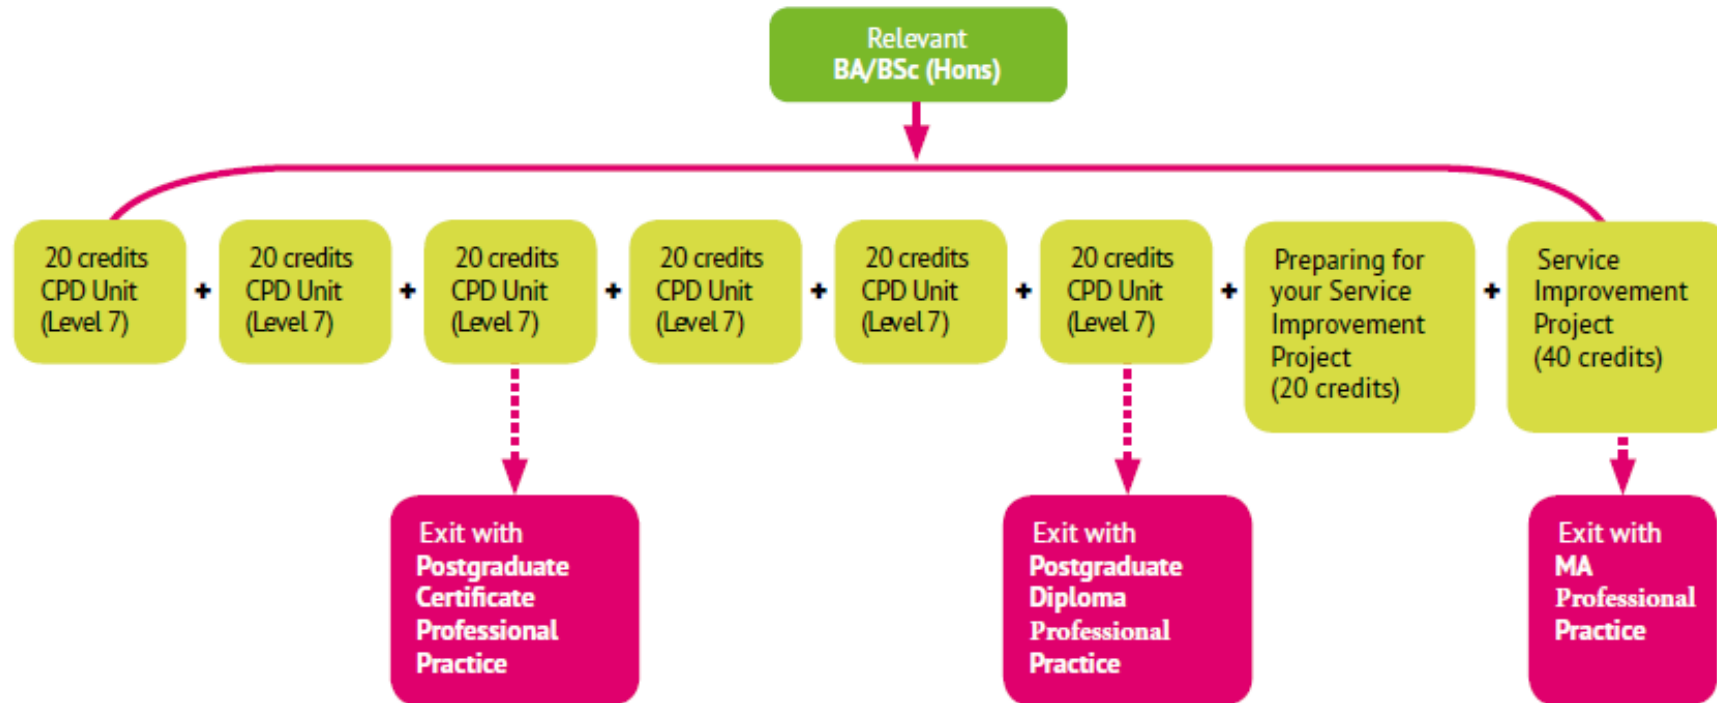 Relevant
BA/BSc (Hons)
20 credits
CPD Unit
(Level 7)
+
20 credits
CPD Unit
(Level 7)
+
20 credits
CPD Unit
(Level 7)
+
20 credits
CPD Unit
(Level 7)
+
20 credits
CPD Unit
(Level 7)
+
20 credits
CPD Unit
(Level 7)
+
Preparing for
your Service
Improvement
Project
(20 credits)
+
Service
Improvement
Project
(40 credits)
Exit with
Postgraduate
Certificate
Professional
Practice
Exit with
Postgraduate
Diploma
Professional
Practice
Exit with
MA
Professional
Practice